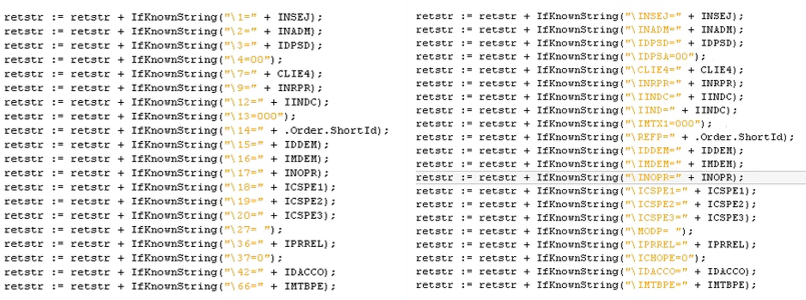 retstr := retstr + IfKnownString("\1=" + INSEJ);
retstr := retstr + IfKnownString("\2=" + INADM);
retstr := retstr + IfKnownString("\3=" + IDPSD);
retstr := retstr + IfKnownString("\4=00");
retstr := retstr + IfKnownString("\7=" + CLIE4);
retstr := retstr + IfKnownString("\9=" + INRPR);
retstr := retstr + IfKnownString("\12=" + IINDC);
retstr := retstr + IfKnownString("\13=000");
retstr := retstr + IfKnownString("\14=" + .Order.ShortId);
retstr := retstr + IfKnownString("\15=" + IDDEM);
retstr := retstr + IfKnownString("\16=" + IMDEM);
retstr := retstr + IfKnownString("\17=" + INOPR);
retstr := retstr + IfKnownString("\18=" + ICSPE1);
retstr := retstr + IfKnownString("\19=" + ICSPE2);
retstr := retstr + IfKnownString("\20=" + ICSPE3);
retstr := retstr + IfKnownString("\27= ");
retstr := retstr + IfKnownString("\36=" + IPRREL);
retstr := retstr + IfKnownString("\37=0");
retstr := retstr + IfKnownString("\42=" + IDACCO);
retstr := retstr + IfKnownString("\66=" + IMTBPE);
retstr := retstr + IfKnownString("\INSEJ=" + INSEJ);
retstr := retstr + IfKnownString("\INADM=" + INADM);
retstr := retstr + IfKnownString("\IDPSD=" + IDPSD);
retstr := retstr + IfKnownString("\IDPSA=00");
retstr := retstr + IfKnownString("\CLIE4=" + CLIE4);
retstr := retstr + IfKnownString("\INRPR=" + INRPR);
retstr := retstr + IfKnownString("\IINDC=" + IINDC);
retstr := retstr + IfKnownString("\IIND=" + IINDC);
retstr := retstr + IfKnownString("\IMTX1=000");
retstr := retstr + IfKnownString("\REFP=" + .Order.ShortId);
retstr := retstr + IfKnownString("\IDDEM=" + IDDEM);
retstr := retstr + IfKnownString("\IMDEM=" + IMDEM);
retstr := retstr + IfKnownString("\INOPR=" + INOPR);
retstr := retstr + IfKnownString("\ICSPE1=" + ICSPE1);
retstr := retstr + IfKnownString("\ICSPE2=" + ICSPE2);
retstr := retstr + IfKnownString("\ICSPE3=" + ICSPE3);
retstr := retstr + IfKnownString("\MODP= ");
retstr := retstr + IfKnownString("\IPRREL=" + IPRREL);
retstr := retstr + IfKnownString("\ICHOPE=0");
retstr := retstr + IfKnownString("\IDACCO=" + IDACCO);
retstr := retstr + IfKnownString("\IMTBPE=" + IMTBPE);